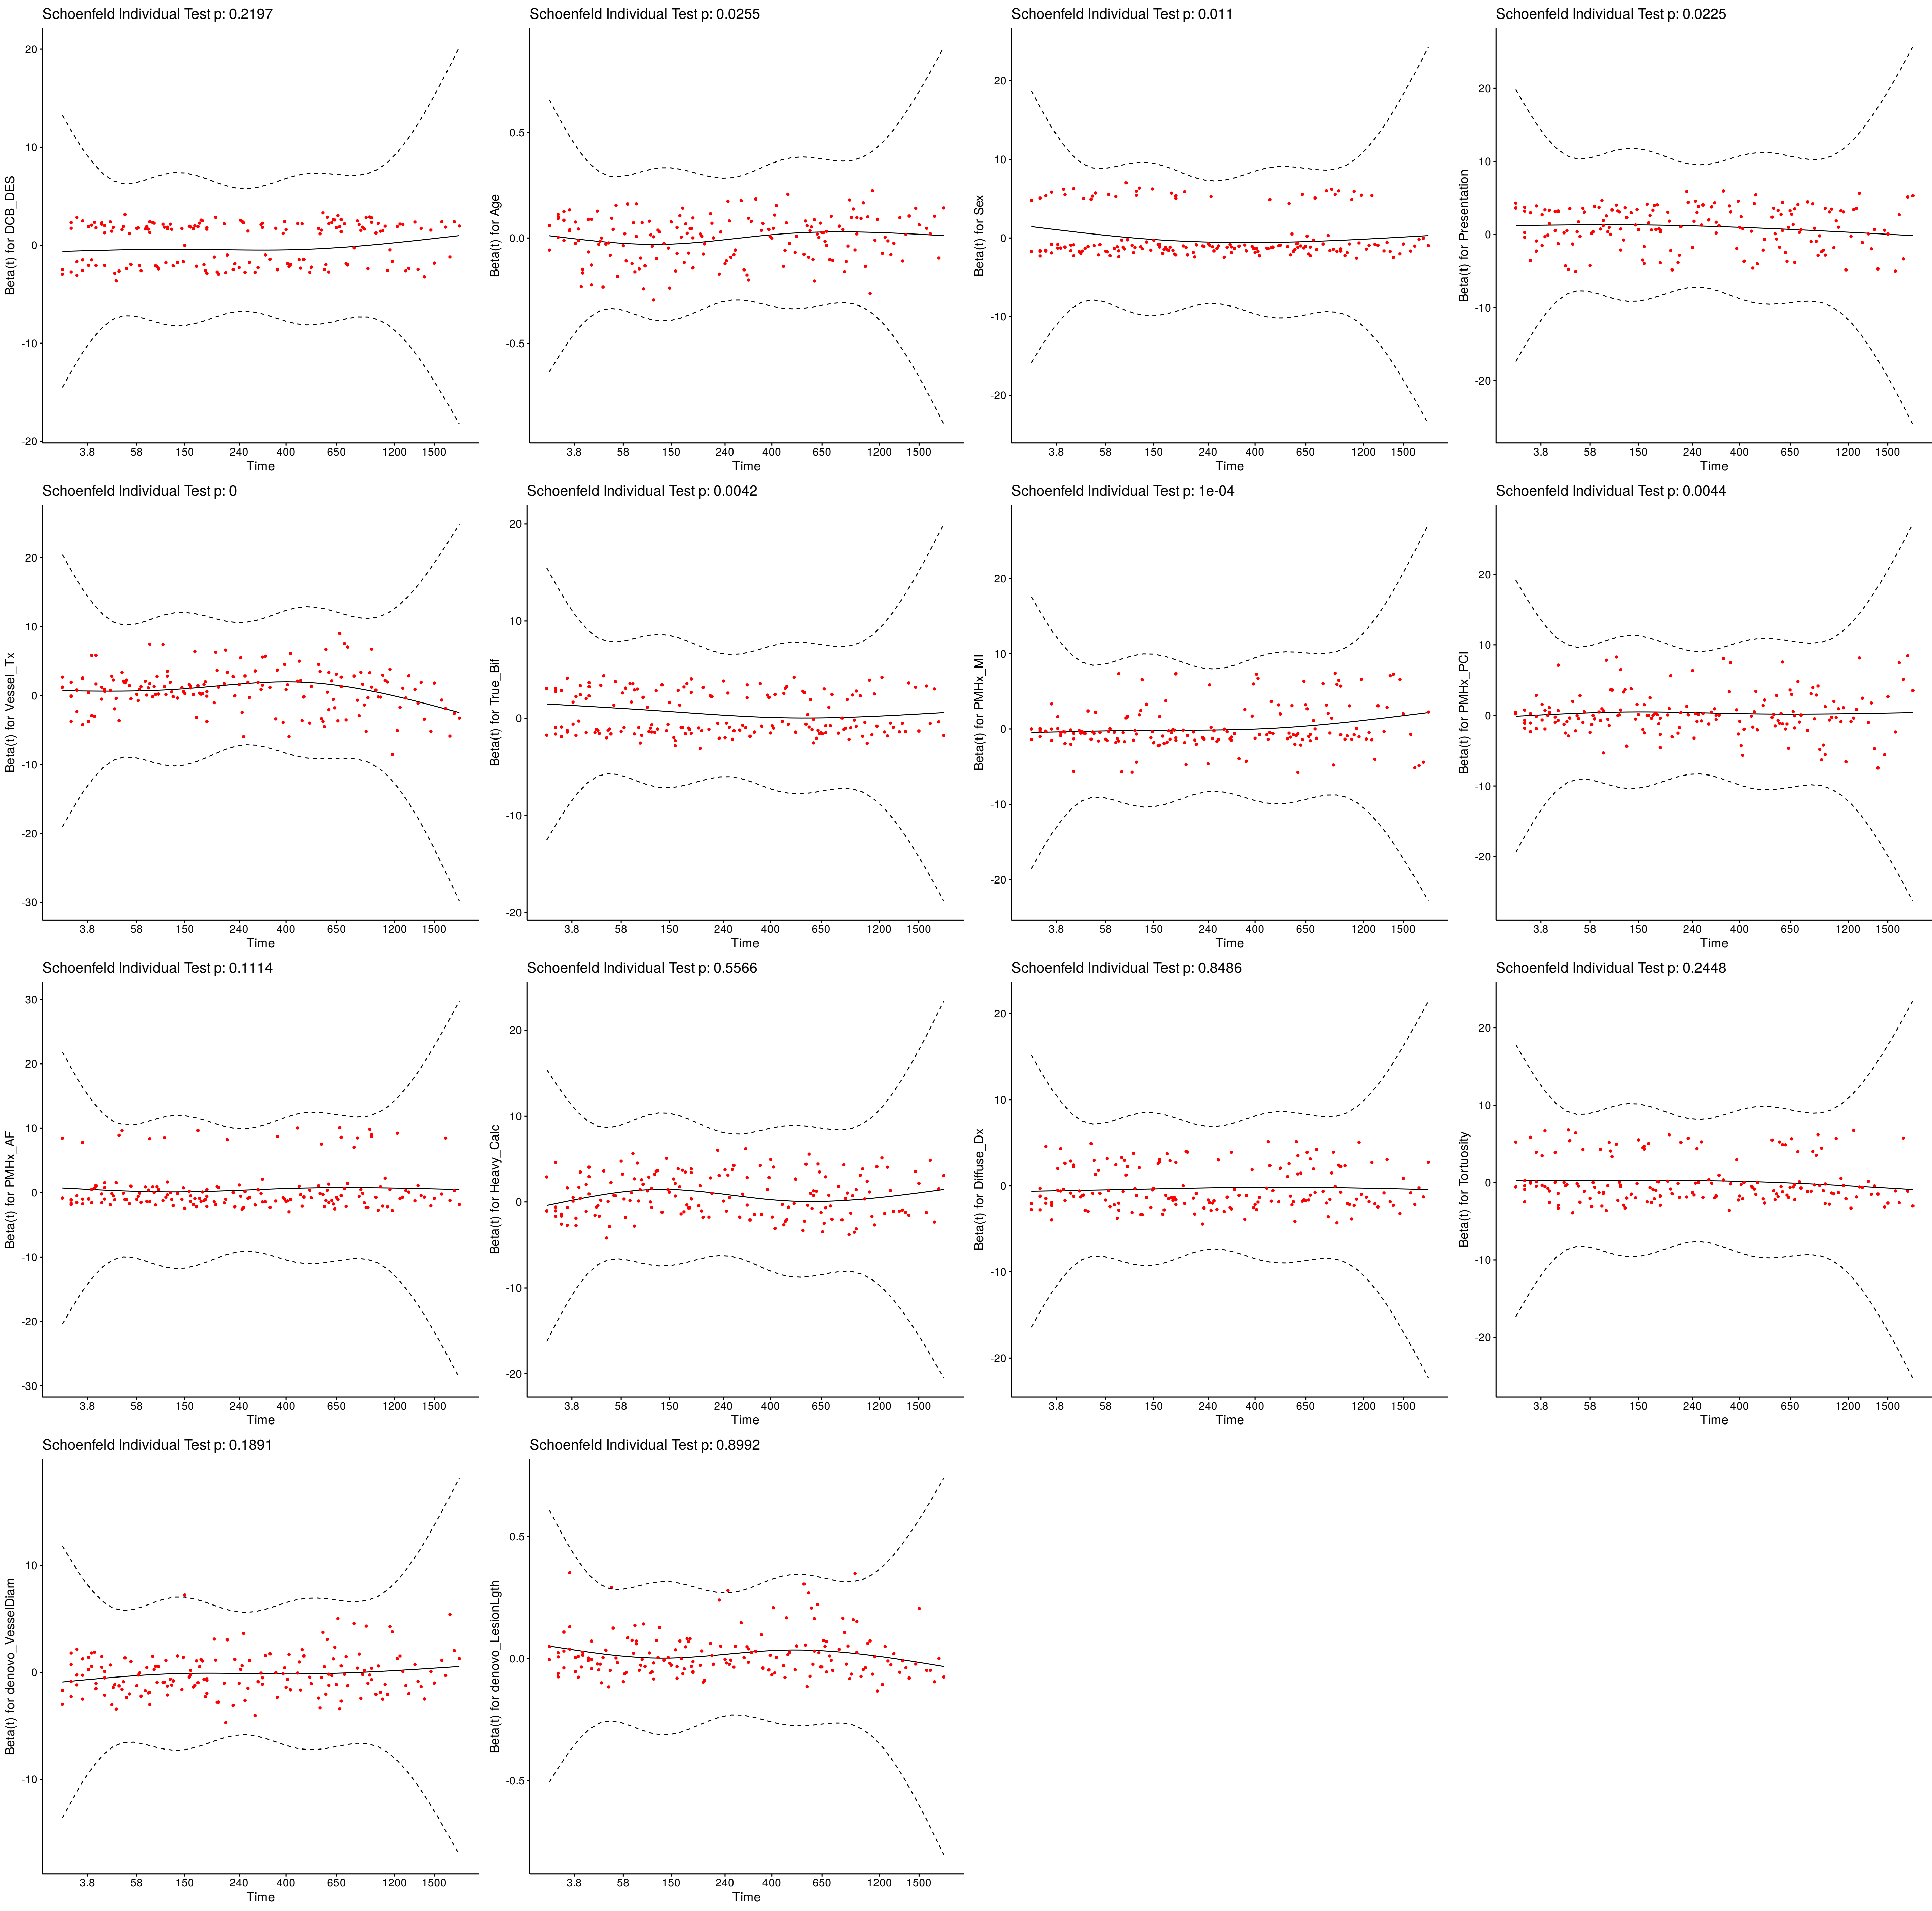 Schoenfeld Individual Test p: 0.2197
Beta(t) for DCB_DES
20
10
0
-10
-20
3.8 58 150 240 400 650 1200 1500
Time
Schoenfeld Individual Test p: 0.0255
Beta(t) for Age
0.5
0.0
-0.5
3.8 58 150 240 400 650 1200 1500
Time
Schoenfeld Individual Test p: 0.011
Beta(t) for Sex
20
10
0
-10
-20
3.8 58 150 240 400 650 1200 1500
Time
Schoenfeld Individual Test p: 0.0225
Beta(t) for Presentation
20
10
0
-10
-20
3.8 58 150 240 400 650 1200 1500
Time
Schoenfeld Individual Test p: 0
Beta(t) for Vessel_Tx
20
10
0
-10
-20
-30
3.8 58 150 240 400 650 1200 1500
Time
Schoenfeld Individual Test p: 0.0042
Beta(t) for True_Bif
20
10
0
-10
-20
3.8 58 150 240 400 650 1200 1500
Time
Schoenfeld Individual Test p: 1e-04
Beta(t) for PMHx_MI
20
10
0
-10
-20
3.8 58 150 240 400 650 1200 1500
Time
Schoenfeld Individual Test p: 0.0044
Beta(t) for PMHx_PCI
20
10
0
-10
-20
3.8 58 150 240 400 650 1200 1500
Time
Schoenfeld Individual Test p: 0.1114
Beta(t) for PMHx_AF
30
20
10
0
-10
-20
-30
3.8 58 150 240 400 650 1200 1500
Time
Schoenfeld Individual Test p: 0.5566
Beta(t) for Heavy_Calc
20
10
0
-10
-20
3.8 58 150 240 400 650 1200 1500
Time
Schoenfeld Individual Test p: 0.8486
Beta(t) for Diffuse_Dx
20
10
0
-10
-20
3.8 58 150 240 400 650 1200 1500
Time
Schoenfeld Individual Test p: 0.2448
Beta(t) for Tortuosity
20
10
0
-10
-20
3.8 58 150 240 400 650 1200 1500
Time
Schoenfeld Individual Test p: 0.1891
Beta(t) for denovo_VesselDiam
10
0
-10
3.8 58 150 240 400 650 1200 1500
Time
Schoenfeld Individual Test p: 0.8992
Beta(t) for denovo_LesionLgth
0.5
0.0
-0.5
3.8 58 150 240 400 650 1200 1500
Time